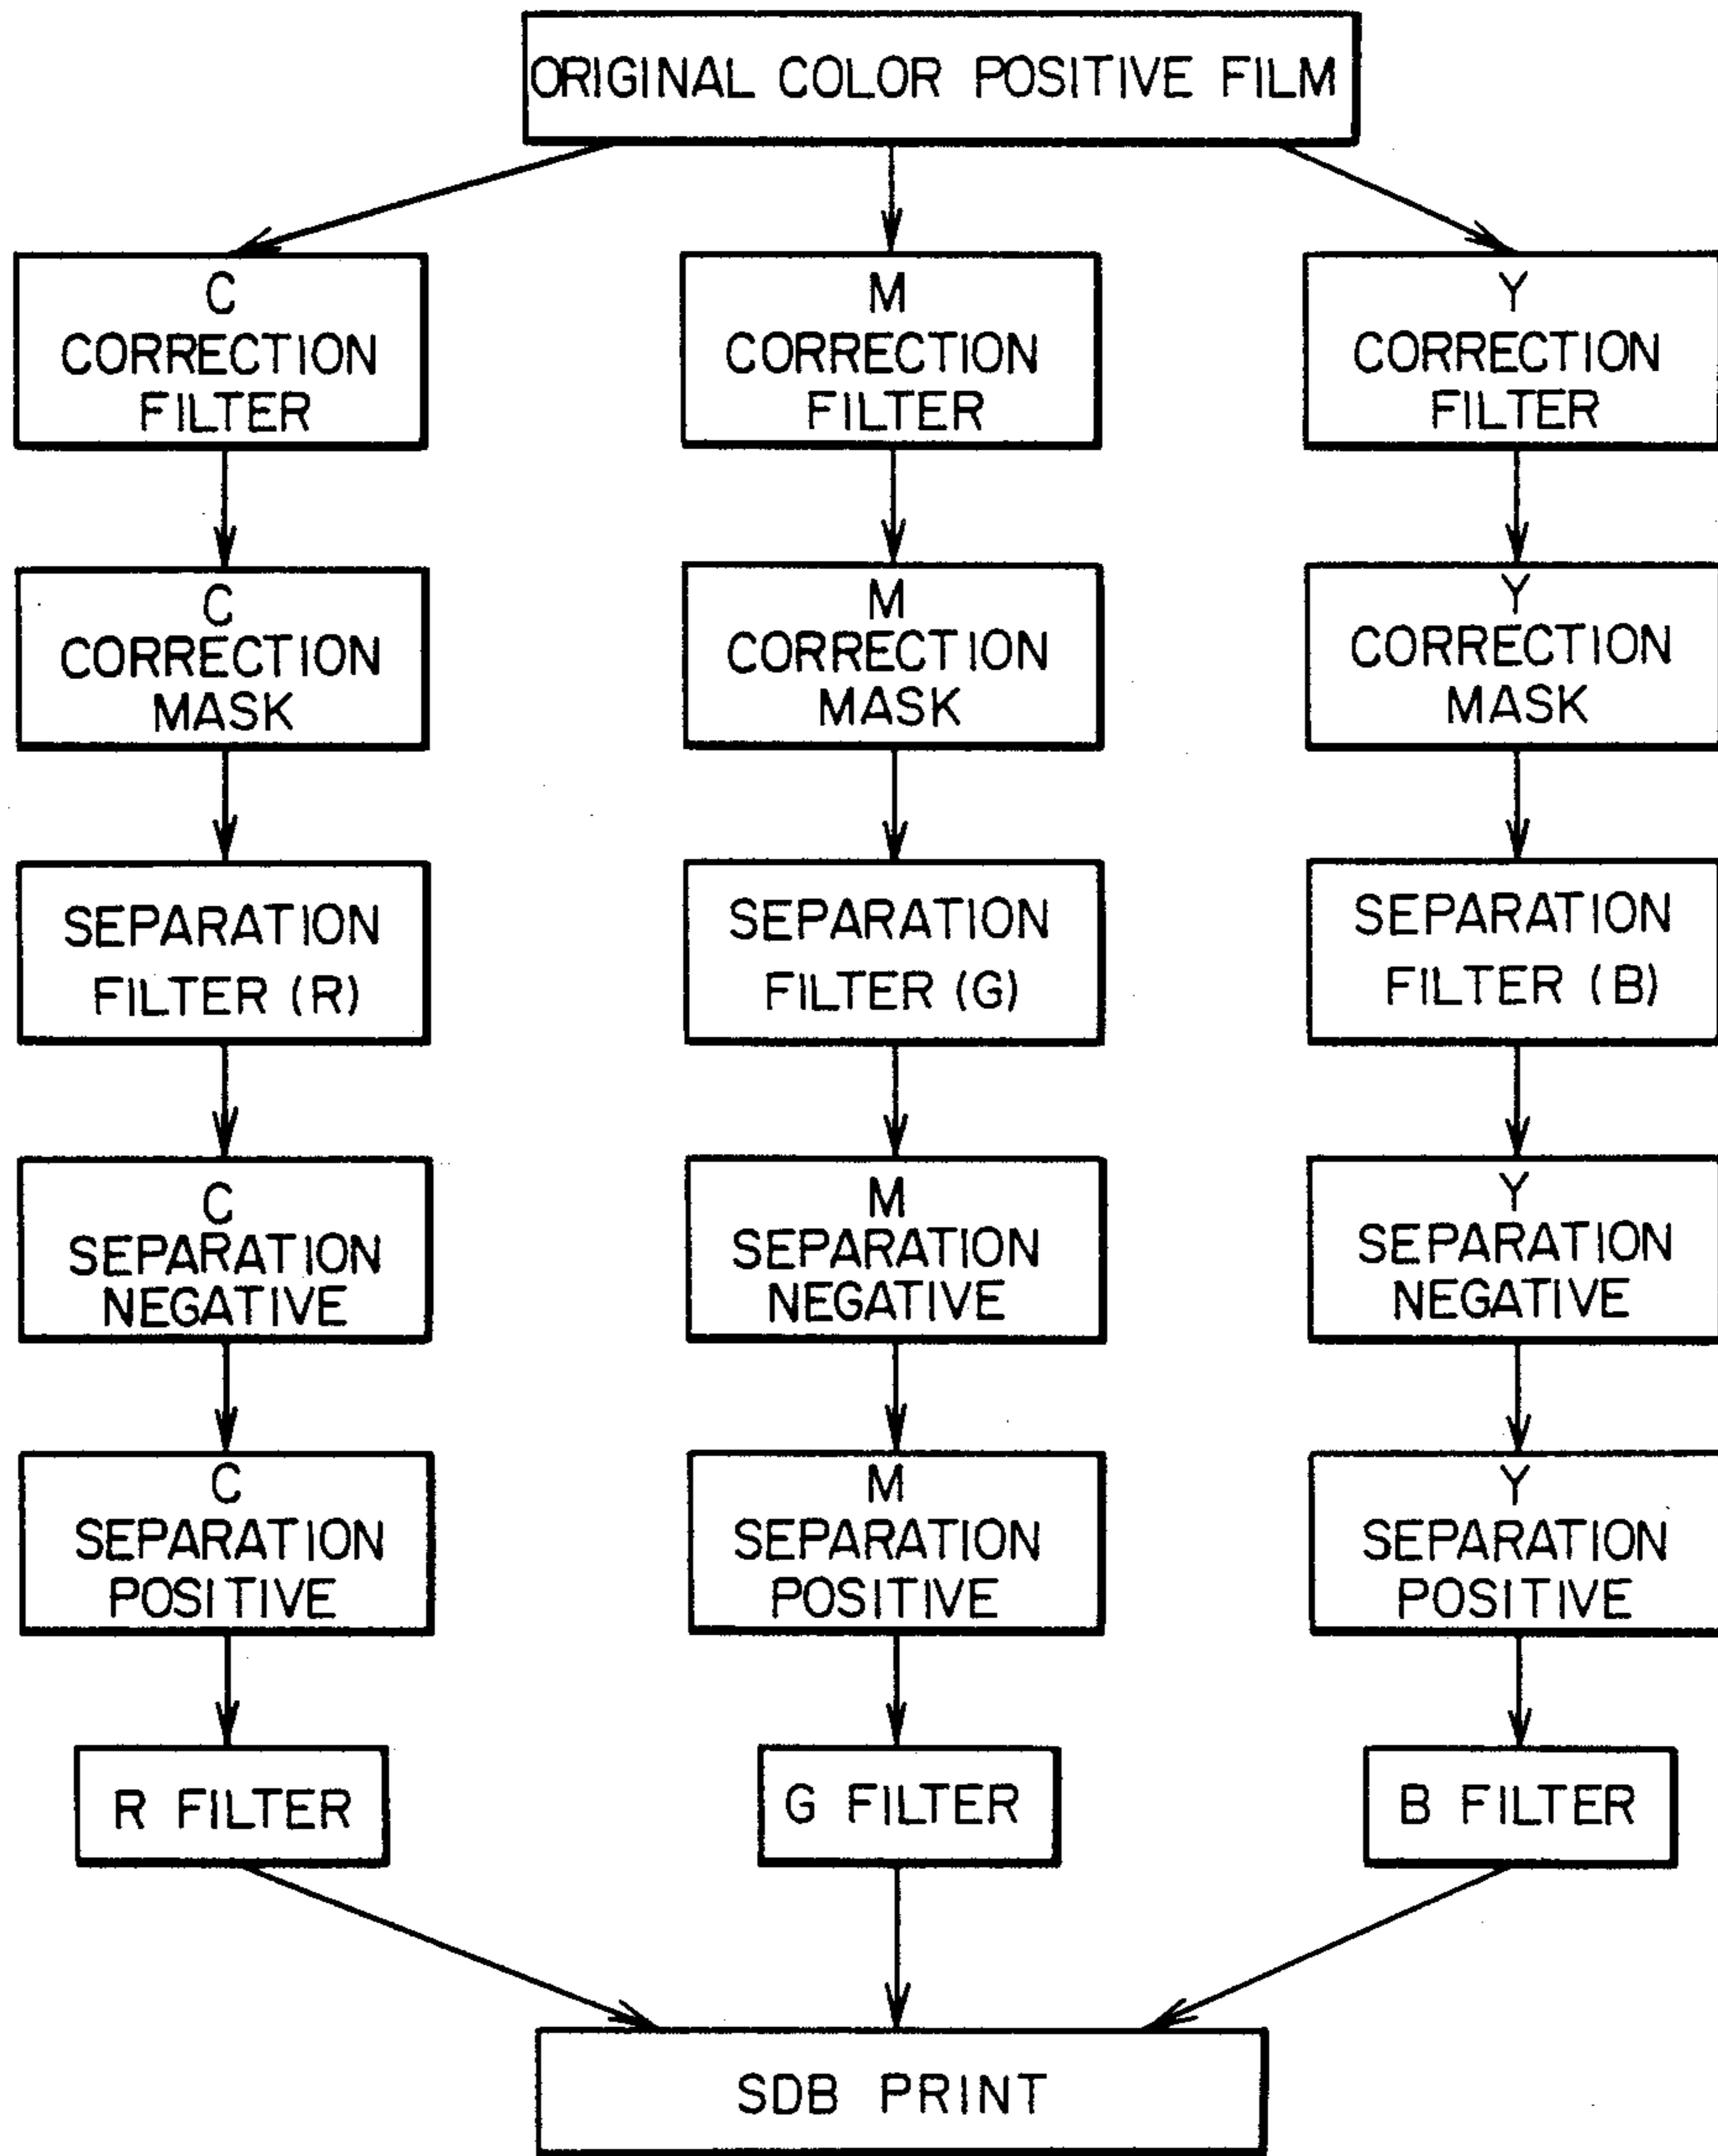 ORIGINAL COLOR POSITIVE FILM
C
CORRECTION
FILTER
M
CORRECTION
FILTER
Y
CORRECTION
FILTER
C
CORRECTION
MASK
M
CORRECTION
MASK
Y
CORRECTION
MASK
SEPARATION
FILTER (R)
SEPARATION
FILTER (G)
SEPARATION
FILTER (B)
C
SEPARATION
NEGATIVE
M
SEPARATION
NEGATIVE
Y
SEPARATION
NEGATIVE
C
SEPARATION
POSITIVE
M
SEPARATION
POSITIVE
Y
SEPARATION
POSITIVE
R FILTER
G FILTER
B FILTER
SDB PRINT